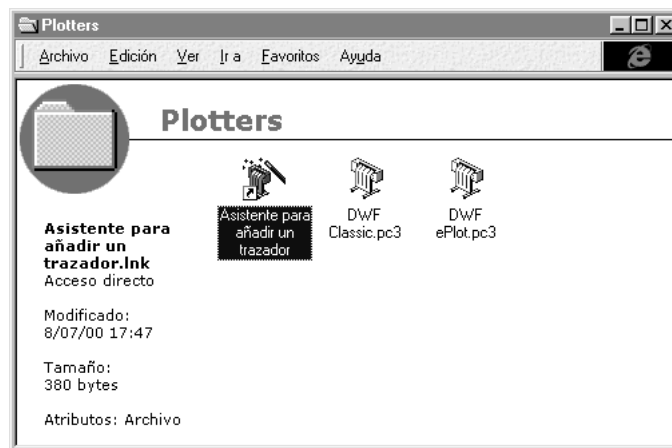 Plotters
Archivo Edición Ver Ir a Favoritos Ayuda
Plotters
Asistente para
añadir un
trazador
DWF
Classic.pc3
DWF
ePlot.pc3
Asistente para
añadir un
trazador.lnk
Acceso directo
Modificado:
8/07/00 17:47
Tamaño:
380 bytes
Atributos: Archivo